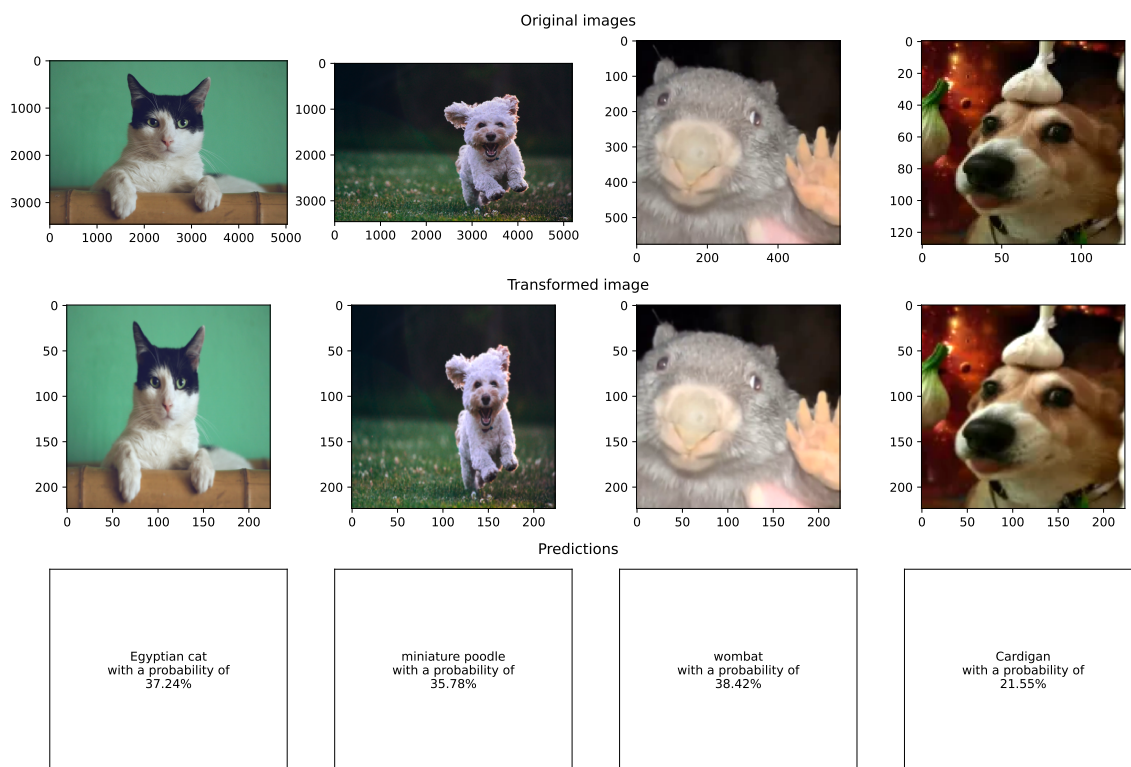 Original images
0
1000
2000
3000
0 1000 2000 3000 4000 5000
0
1000
2000
3000
0 1000 2000 3000 4000 5000
0
100
200
300
400
500
0 200 400
0
20
40
60
80
100
120
0 50 100
Transformed image
0
50
100
150
200
0 50 100 150 200
0
50
100
150
200
0 50 100 150 200
0
50
100
150
200
0 50 100 150 200
0
50
100
150
200
0 50 100 150 200
Predictions
Egyptian cat
with a probability of
37.24%
miniature poodle
with a probability of
35.78%
wombat
with a probability of
38.42%
Cardigan
with a probability of
21.55%